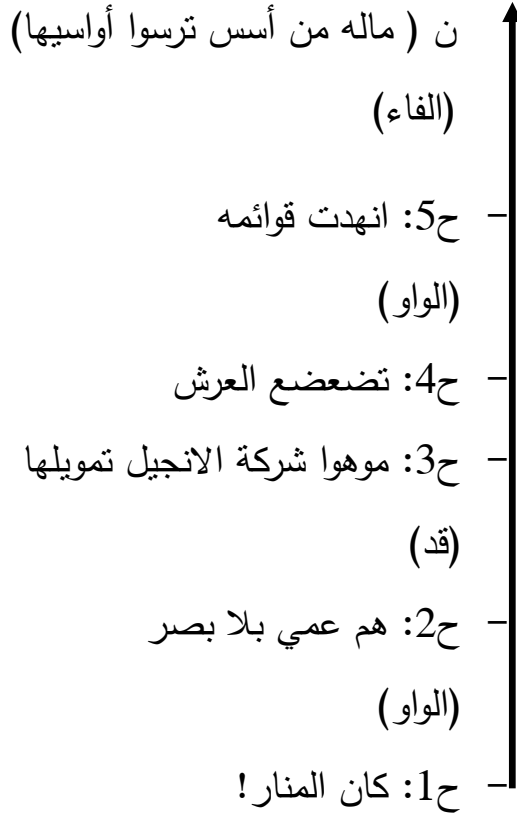 ن ( ماله من أسس ترسوا أواسيها)
(الفاء)
– ح5: انهدت قوائمه
(الواو)
– ح4: تضعضع العرش
– ح3: موهوا شركة الانجيل تمويلها
(قد)
– ح2: هم عمي بلا بصر
(الواو)
– ح1: كان المنار!